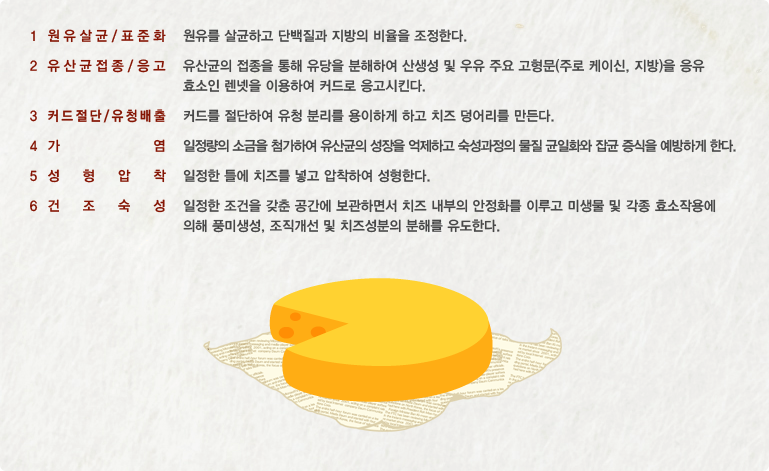 1 원유살균/표준화 원유를 살균하고 단백질과 지방의 비율을 조정한다.
2 유산균접종/응고 유산균의 접종을 통해 유당을 분해하여 산생성 및 우유 주요 고형문(주로 케이신, 지방)을 응유
효소인 렌넷을 이용하여 커드로 응고시킨다.
3 커드절단/유청배출 커드를 절단하여 유청 분리를 용이하게 하고 치즈 덩어리를 만든다.
4 가 염 일정량의 소금을 첨가하여 유산균의 성장을 억제하고 숙성과정의 물질 균일화와 잡균 증식을 예방하게 한다.
5 성 형 압 착 일정한 틀에 치즈를 넣고 압착하여 성형한다.
6 건 조 숙 성 일정한 조건을 갖춘 공간에 보관하면서 치즈 내부의 안정화를 이루고 미생물 및 각종 효소작용에
의해 풍미생성, 조직개선 및 치즈성분의 분해를 유도한다.